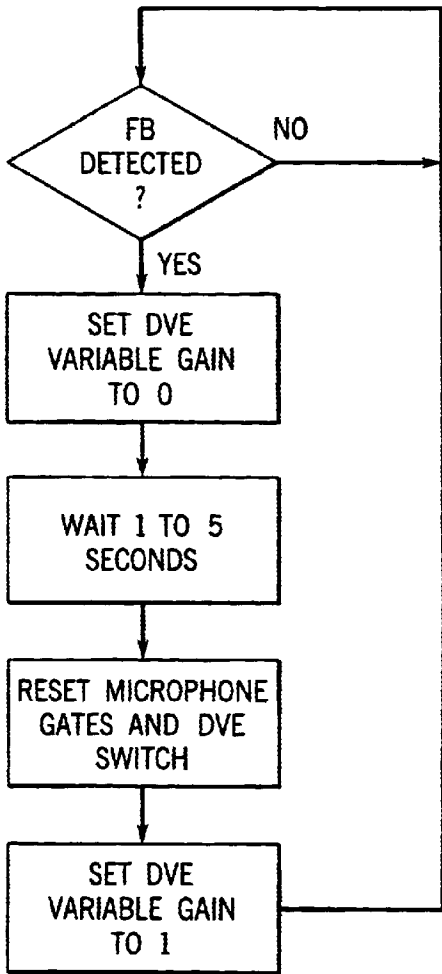 FB
DETECTED
?
NO
YES
SET DVE
VARIABLE GAIN
TO 0
WAIT 1 TO 5
SECONDS
RESET MICROPHONE
GATES AND DVE
SWITCH
SET DVE
VARIABLE GAIN
TO 1